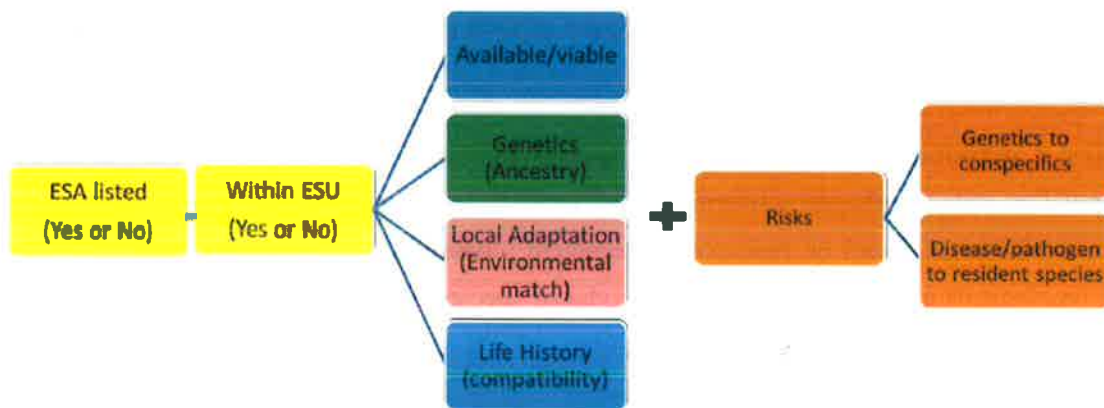 ESA listed
(Yes or No)
Within ESU
(Yes or No)
Available/viable
Genetics
(Ancestry)
Local Adaptation
(Environmental
match)
Life History
(compatibility)
Risks
Genetics to
conspecifics
Disease/pathogen
to resident species